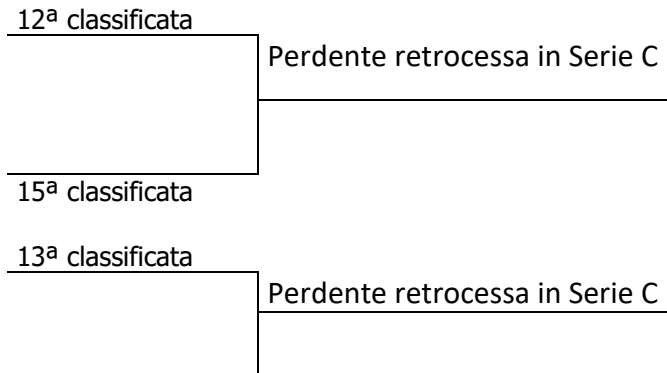 12ª classificata
Perdente retrocessa in Serie C
15ª classificata
13ª classificata
Perdente retrocessa in Serie C